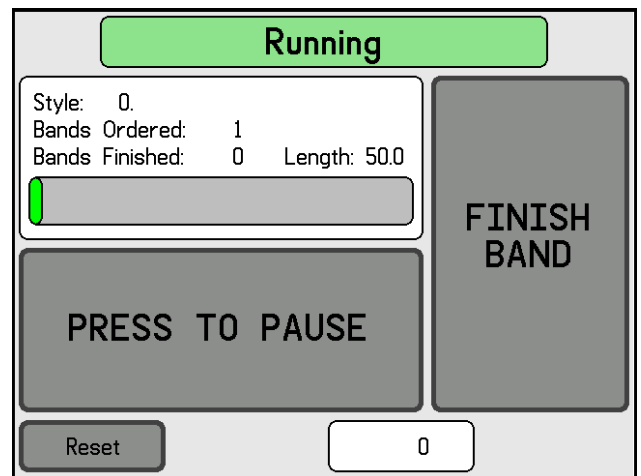 Running
Style: 0.
Bands Ordered: 1
Bands Finished: 0 Length: 50.0
FINISH
BAND
PRESS TO PAUSE
Reset
0